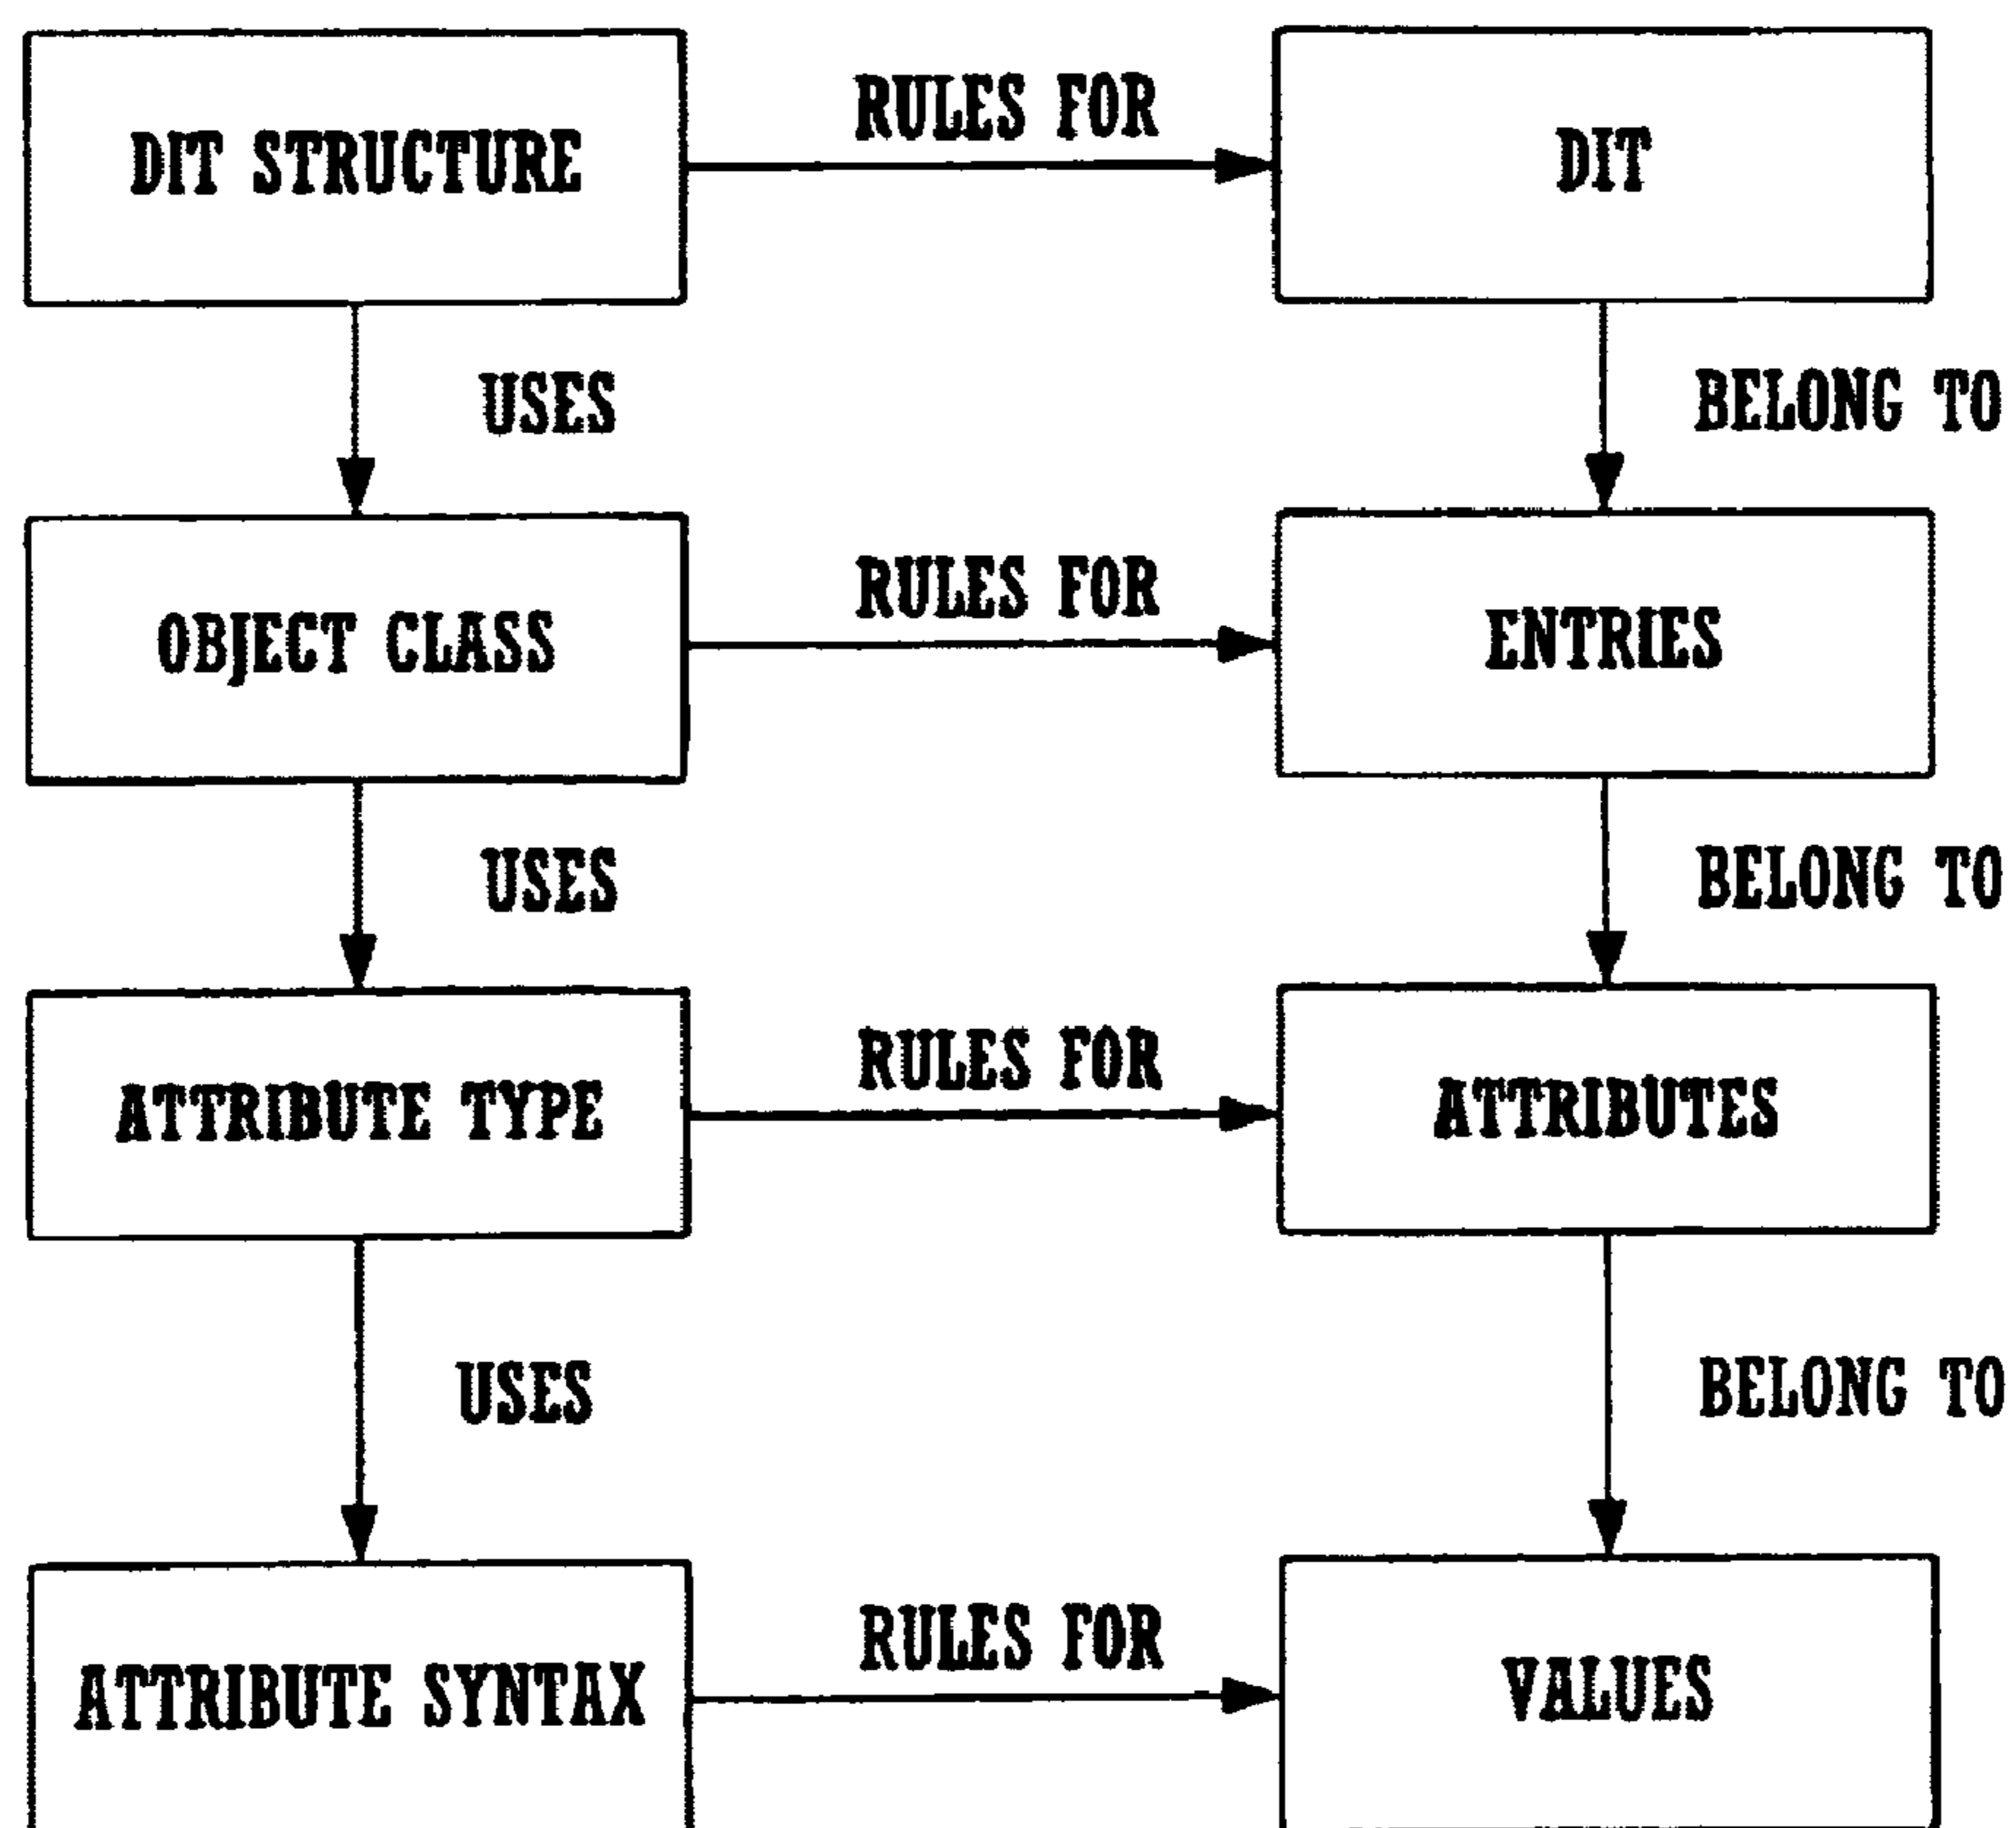 DIT STRUCTURE
RULES FOR
DIT
USES
BELONG TO
OBJECT CLASS
RULES FOR
ENTRIES
USES
BELONG TO
ATTRIBUTE TYPE
RULES FOR
ATTRIBUTES
USES
BELONG TO
ATTRIBUTE SYNTAX
RULES FOR
VALUES